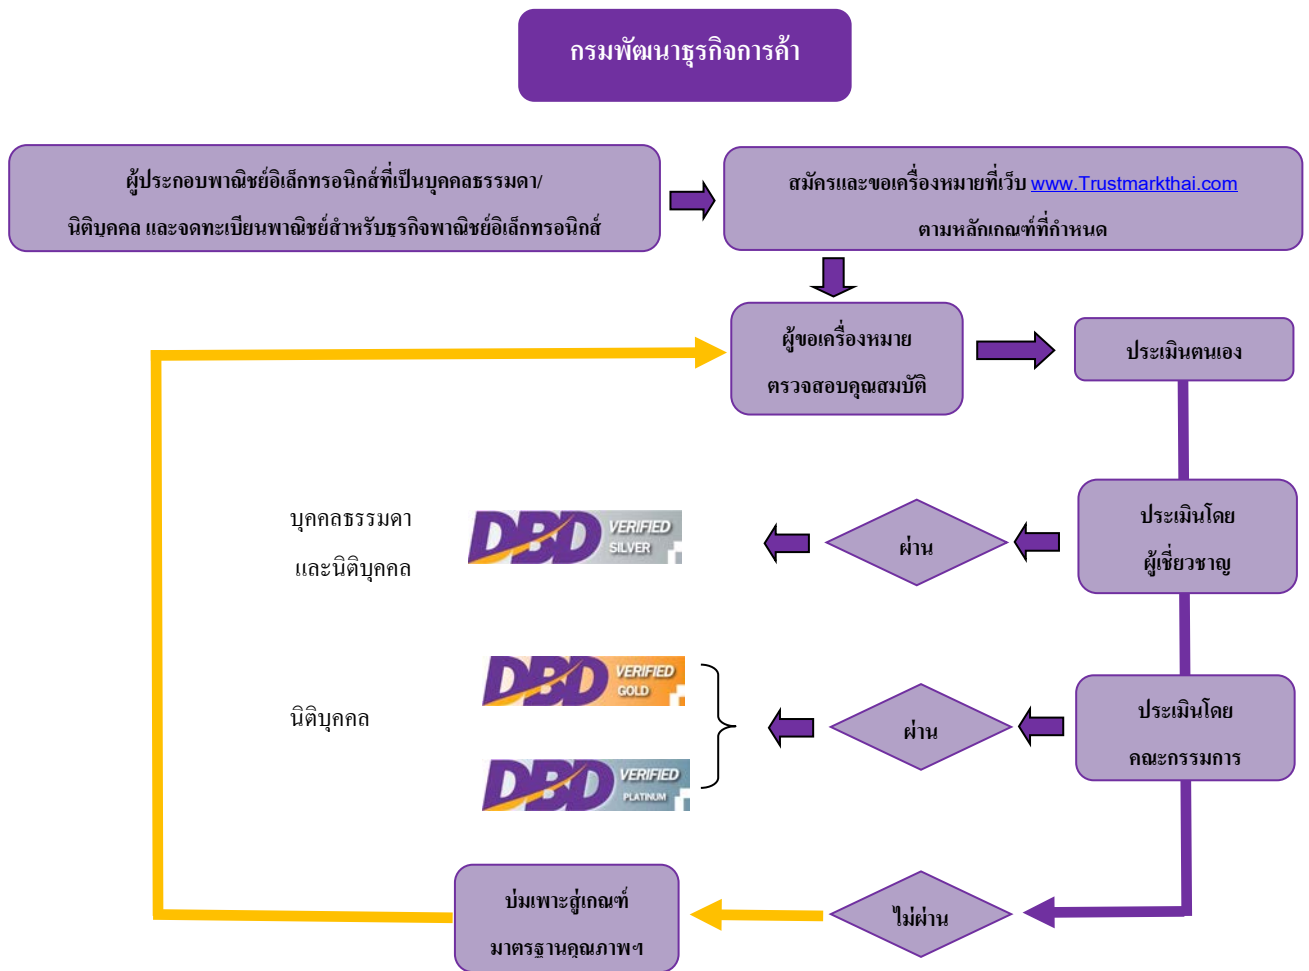 กรมพัฒนาธุรกิจการค้า
ผู้ประกอบพาณิชย์อิเล็กทรอนิกส์ที่เป็นบุคคลธรรมดา/
นิติบุคคล และจดทะเบียนพาณิชย์สำหรับธุรกิจพาณิชย์อิเล็กทรอนิกส์
สมัครและขอเครื่องหมายที่เว็บ www.Trustmarkthai.com
ตามหลักเกณฑ์ที่กำหนด
ผู้ขอเครื่องหมาย
ตรวจสอบคุณสมบัติ
ประเมินตนเอง
บุคคลธรรมดา
และนิติบุคคล
DBD VERIFIED
SILVER
ผ่าน
ประเมินโดย
ผู้เชี่ยวชาญ
นิติบุคคล
DBD VERIFIED
GOLD
DBD VERIFIED
PLATINUM
ผ่าน
ประเมินโดย
คณะกรรมการ
บ่มเพาะสู่เกณฑ์
มาตรฐานคุณภาพฯ
ไม่ผ่าน